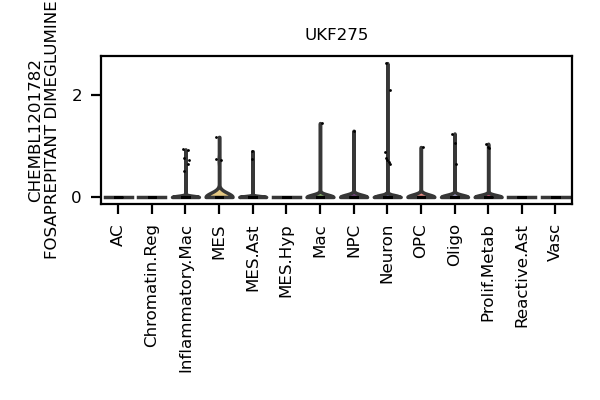 UKF275
CHEMBL1201782
FOSAPREPITANT DIMEGLUMINE
2
0
AC
Chromatin.Reg
Inflammatory.Mac
MES
MES.Ast
MES.Hyp
Mac
NPC
Neuron
OPC
Oligo
Prolif.Metab
Reactive.Ast
Vasc